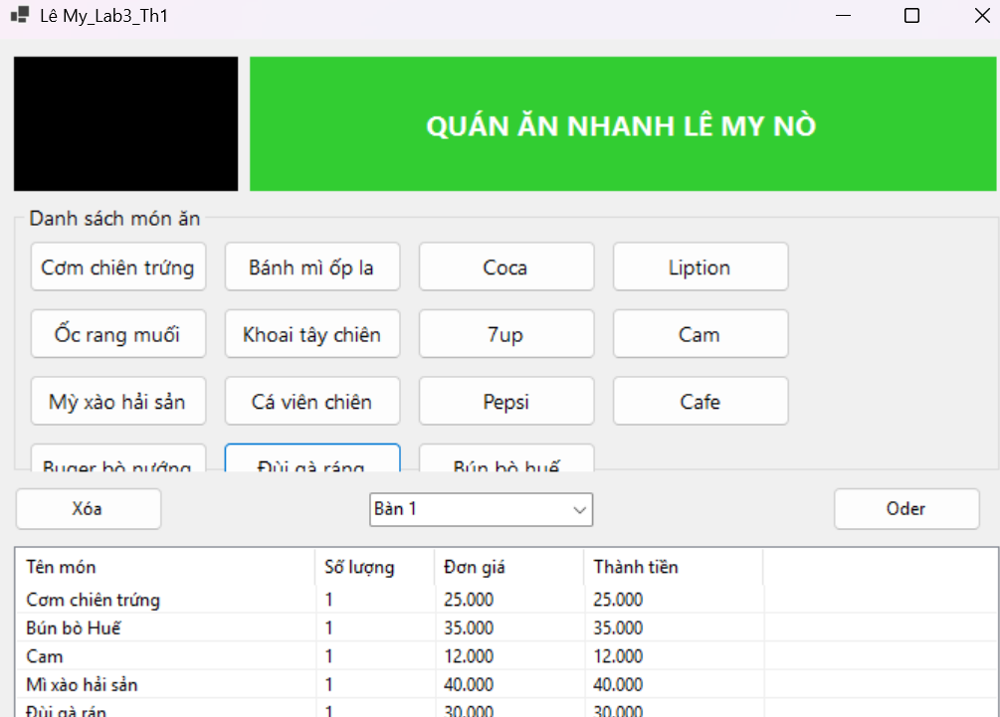 Lê My_Lab3_Th1
QUÁN ĂN NHANH LÊ MY NÒ
Danh sách món ăn
Cơm chiên trứng Bánh mì ốp la Coca Liption
Ốc rang muối Khoai tây chiên 7up Cam
Mỳ xào hải sản Cá viên chiên Pepsi Cafe
Buger bò nướng Đùi gà ráng Bún bò huế
Xóa Bàn 1 Oder
Tên món Số lượng Đơn giá Thành tiền
Cơm chiên trứng 1 25.000 25.000
Bún bò Huế 1 35.000 35.000
Cam 1 12.000 12.000
Mì xào hải sản 1 40.000 40.000
Đùi gà rán 1 30.000 30.000